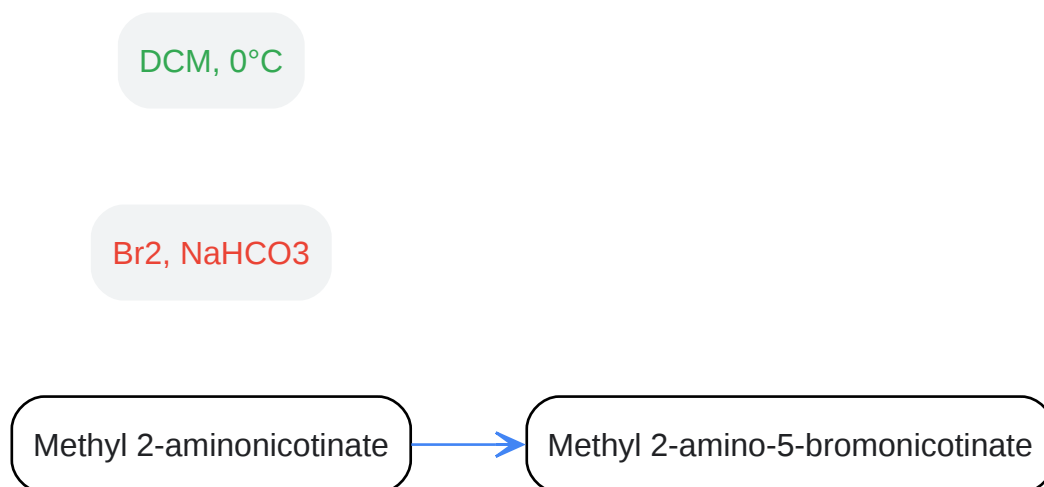 DCM, 0°C
Br2, NaHCO3
Methyl 2-aminonicotinate
Methyl 2-amino-5-bromonicotinate